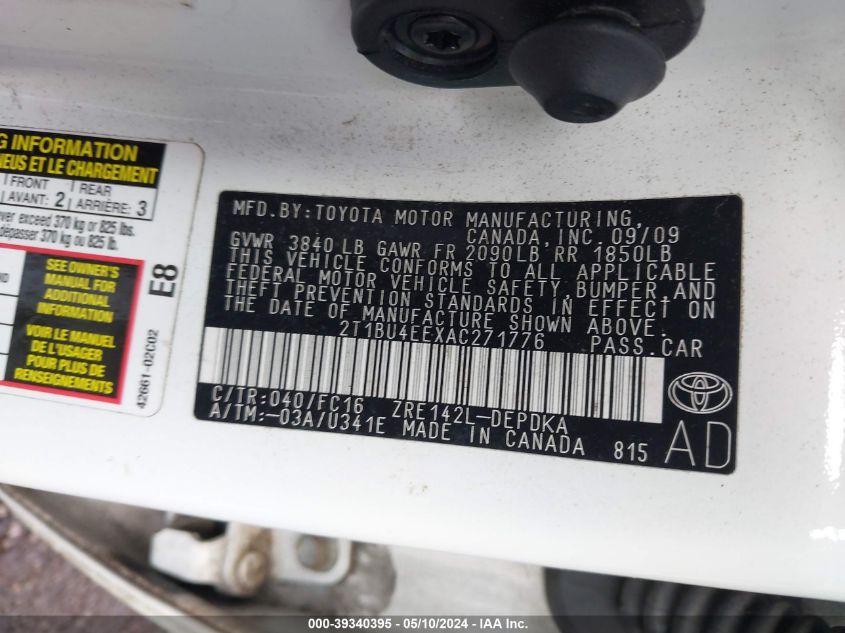 G INFORMATION
NEUS ET LE CHARGEMENT
FRONT
AVANT: 2
REAR
ARRIÈRE: 3
ver exceed 370 kg or 825 lbs.
dépasser 370 kg ou 825 lb.
SEE OWNER'S
MANUAL FOR
ADDITIONAL
INFORMATION
VOIR LE MANUEL
DE L'USAGER
POUR PLUS DE
RENSEIGNEMENTS
E8
42661-02C02
MFD.BY:TOYOTA MOTOR MANUFACTURING,
CANADA,INC. 09/09
GVWR 3840 LB GAWR FR 2090LB RR 1850LB
THIS VEHICLE CONFORMS TO ALL APPLICABLE
FEDERAL MOTOR VEHICLE SAFETY,BUMPER,AND
THEFT PREVENTION STANDARDS IN EFFECT ON
THE DATE OF MANUFACTURE SHOWN ABOVE.
2T1BU4EEXAC271776 PASS.CAR
C/TR:040/FC16 ZRE142L-DEPDKA
A/TM:-03A/U341E MADE IN CANADA 815
AD
000-39340395 - 05/10/2024 - IAA Inc.